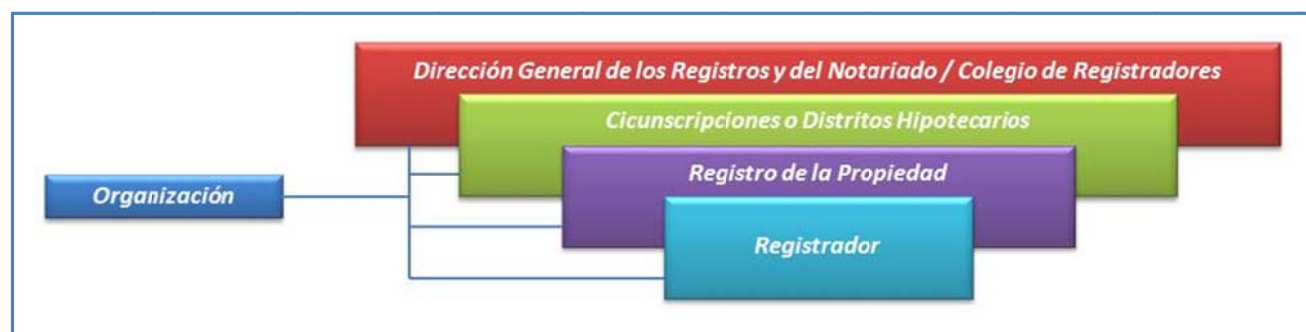 Dirección General de los Registros y del Notariado / Colegio de Registradores
Cicunscripciones o Distritos Hipotecarios
Registro de la Propiedad
Organización
Registrador